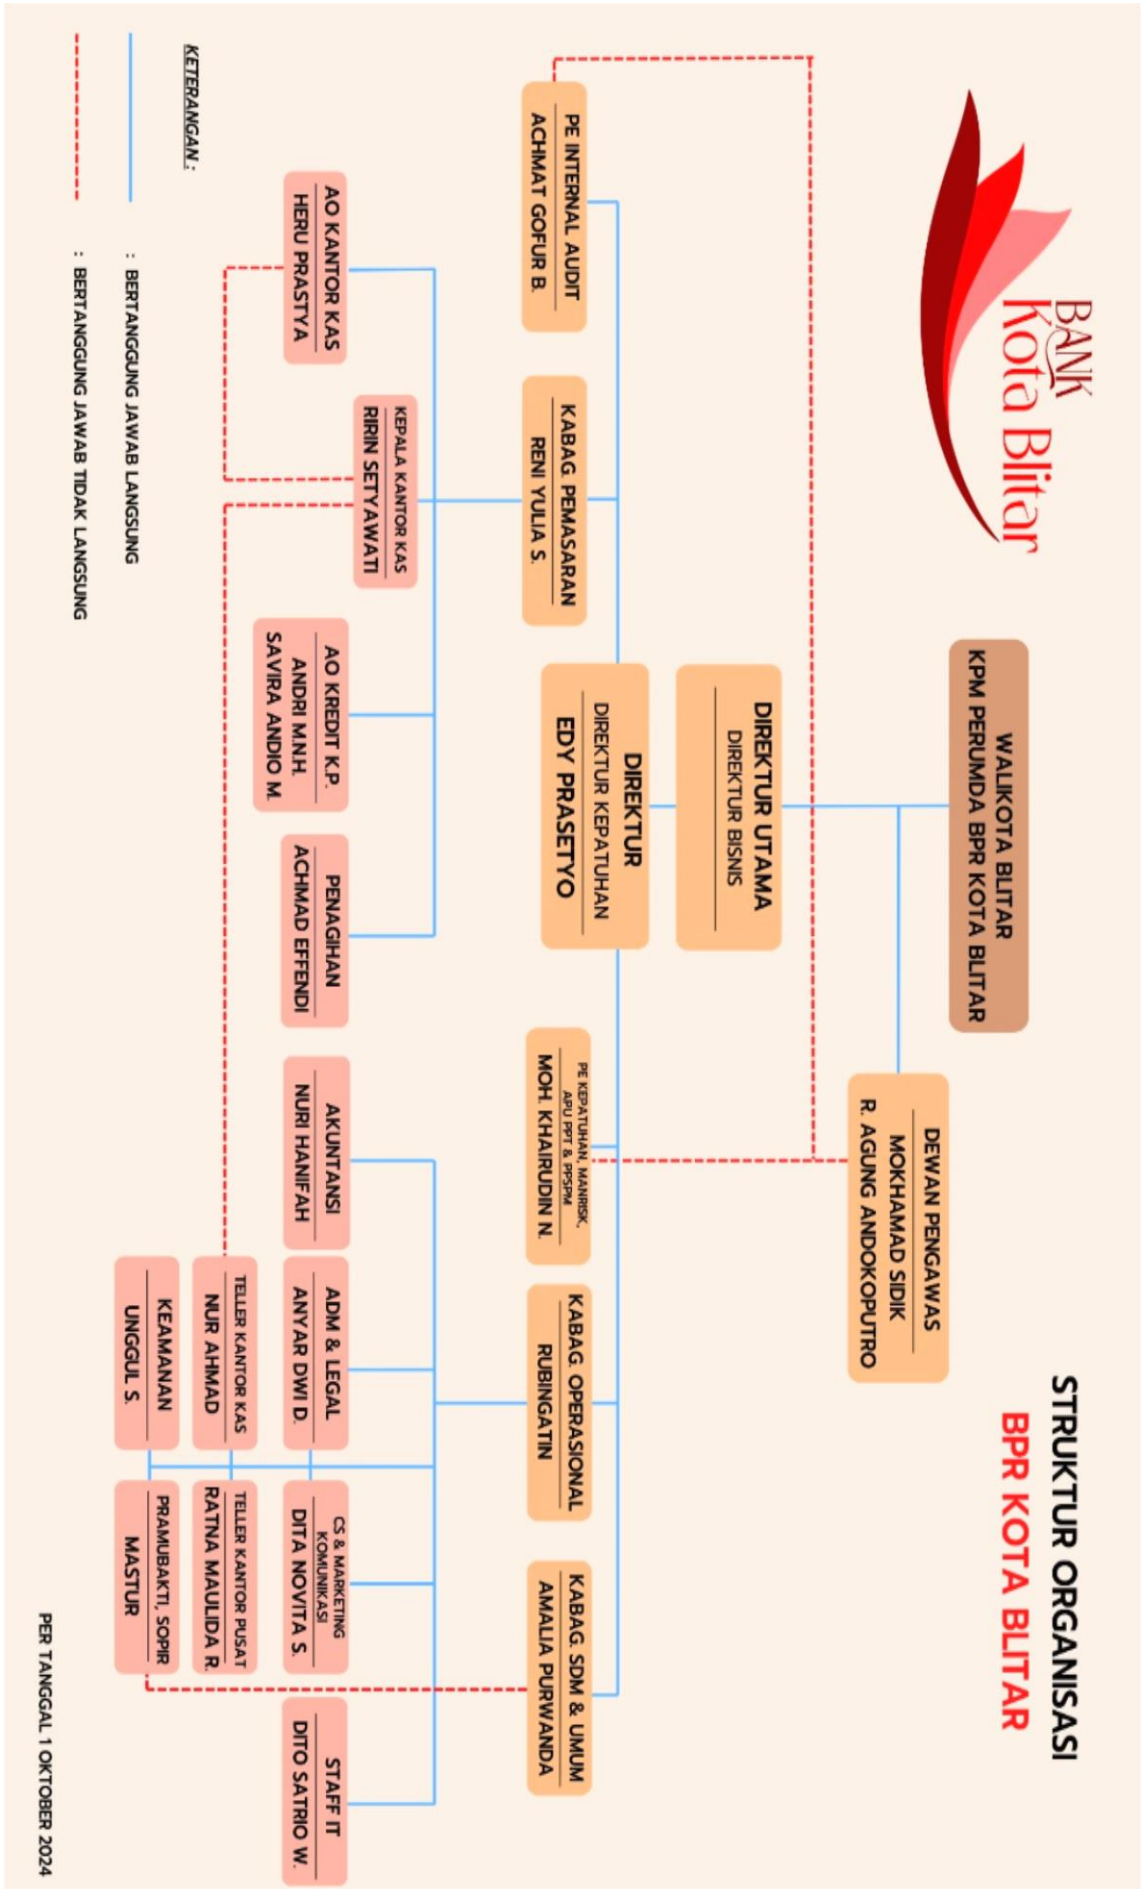 BANK
Kota Blitar
STRUKTUR ORGANISASI
BPR KOTA BLITAR
WALIKOTA BLITAR
KPM PERUMDA BPR KOTA BLITAR
DEWAN PENGAWAS
MOKHAMAD SIDIK
R. AGUNG ANDOKOPUTRO
DIREKTUR UTAMA
DIREKTUR BISNIS
DIREKTUR
DIREKTUR KEPATUHAN
EDY PRASETYO
PE INTERNAL AUDIT
ACHMAT GOFUR B.
KABAG. PEMASARAN
RENI YULIA S.
PE KEPATUHAN, MANRISK,
APU PPT & PPSPM
MOH. KHAIRUDIN N.
KABAG. OPERASIONAL
RUBINGATIN
KABAG. SDM & UMUM
AMALIA PURWANDA
AO KANTOR KAS
HERU PRASTYA
KEPALA KANTOR KAS
RIRIN SETYAWATI
AO KREDIT K.P.
ANDRI M.N.H.
SAVIRA ANDIO M.
PENAGIHAN
ACHMAD EFFENDI
AKUNTANSI
NURI HANIFAH
ADM & LEGAL
ANYAR DWI D.
CS & MARKETING
KOMUNIKASI
DITA NOVITA S.
STAFF IT
DITO SATRIO W.
TELLER KANTOR KAS
NUR AHMAD
TELLER KANTOR PUSAT
RATNA MAULIDA R.
KEAMANAN
UNGGUL S.
PRAMUBAKTI, SOPIR
MASTUR
KETERANGAN :
: BERTANGGUNG JAWAB LANGSUNG
: BERTANGGUNG JAWAB TIDAK LANGSUNG
PER TANGGAL 1 OKTOBER 2024